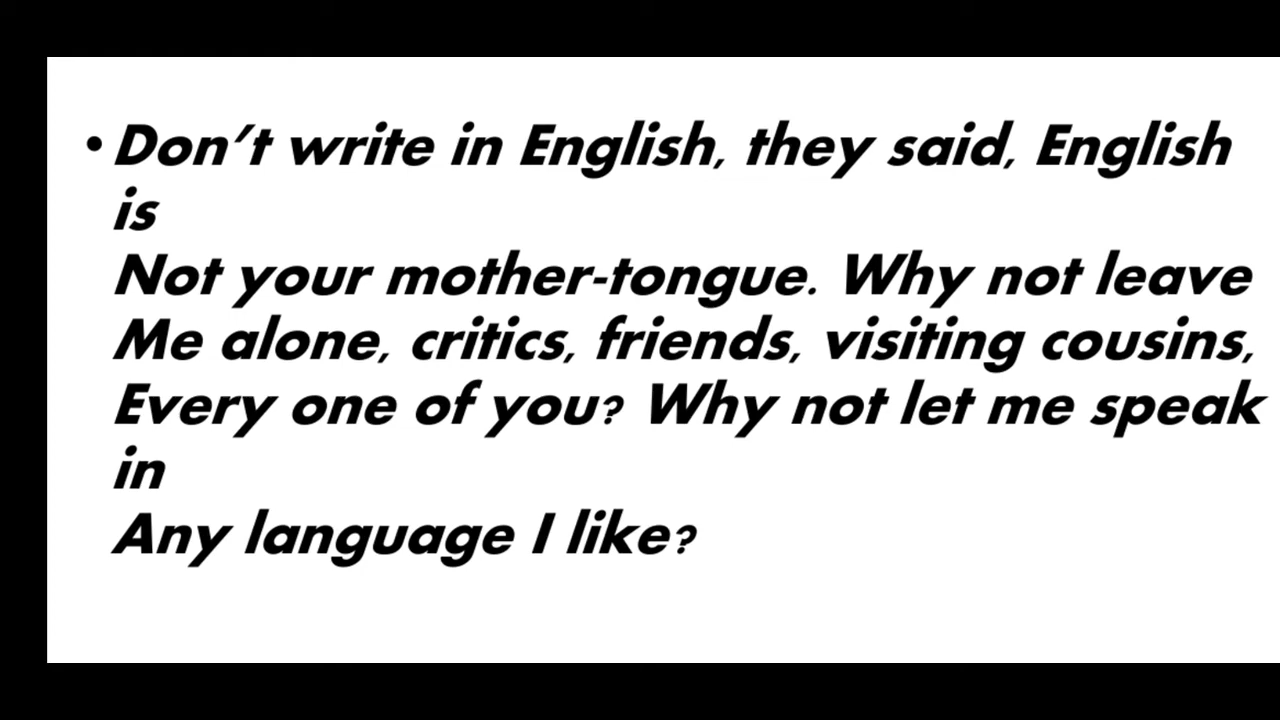 • Don't write in English, they said, English
is
Not your mother-tongue. Why not leave
Me alone, critics, friends, visiting cousins,
Every one of you? Why not let me speak
in
Any language I like?